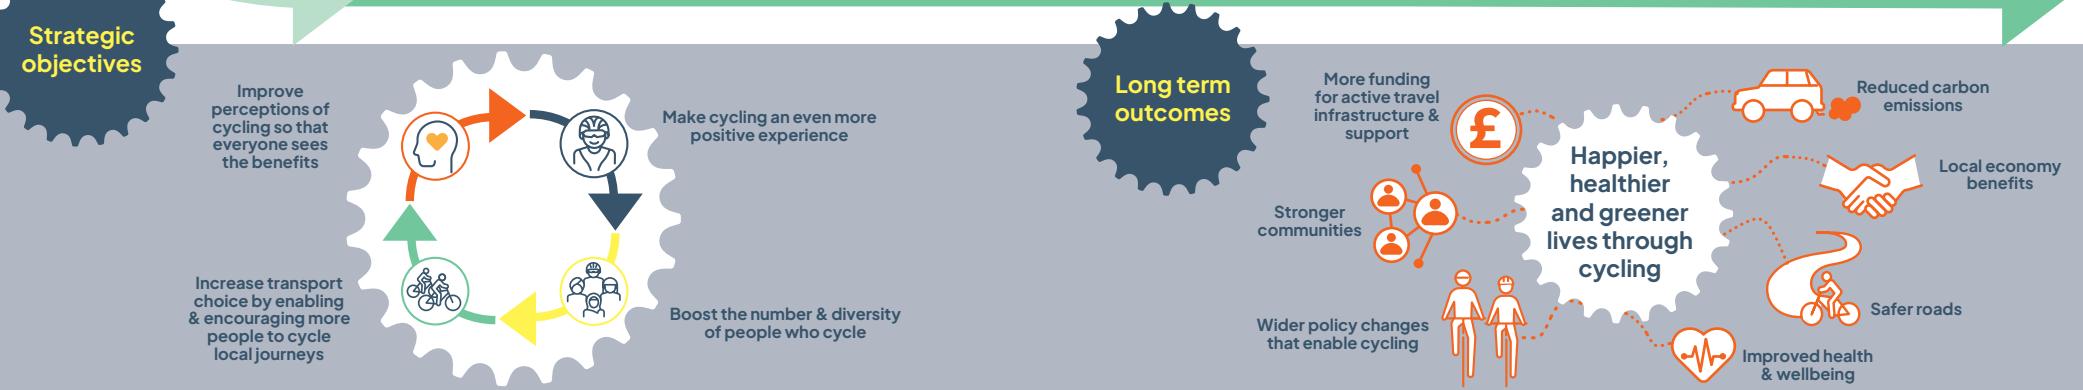 Strategic
objectives
Improve
perceptions of
cycling so that
everyone sees
the benefits
Make cycling an even more
positive experience
Increase transport
choice by enabling
& encouraging more
people to cycle
local journeys
Boost the number & diversity
of people who cycle
Long term
outcomes
More funding
for active travel
infrastructure &
support
£
Stronger
communities
Wider policy changes
that enable cycling
Happier,
healthier
and greener
lives through
cycling
Reduced carbon
emissions
Local economy
benefits
Safer roads
Improved health
& wellbeing